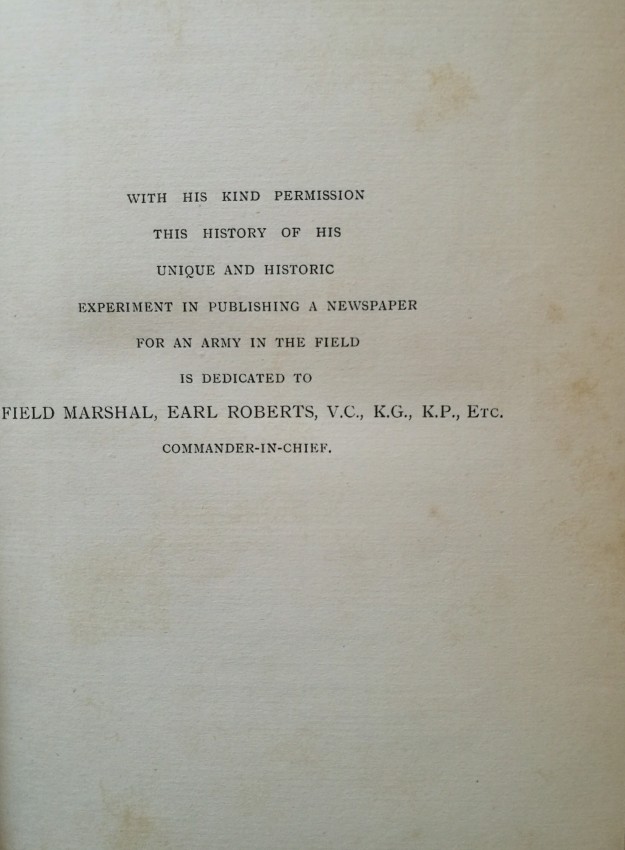 WITH HIS KIND PERMISSION
THIS HISTORY OF HIS
UNIQUE AND HISTORIC
EXPERIMENT IN PUBLISHING A NEWSPAPER
FOR AN ARMY IN THE FIELD
IS DEDICATED TO
FIELD MARSHAL, EARL ROBERTS, V.C., K.G., K.P., ETC.
COMMANDER-IN-CHIEF.